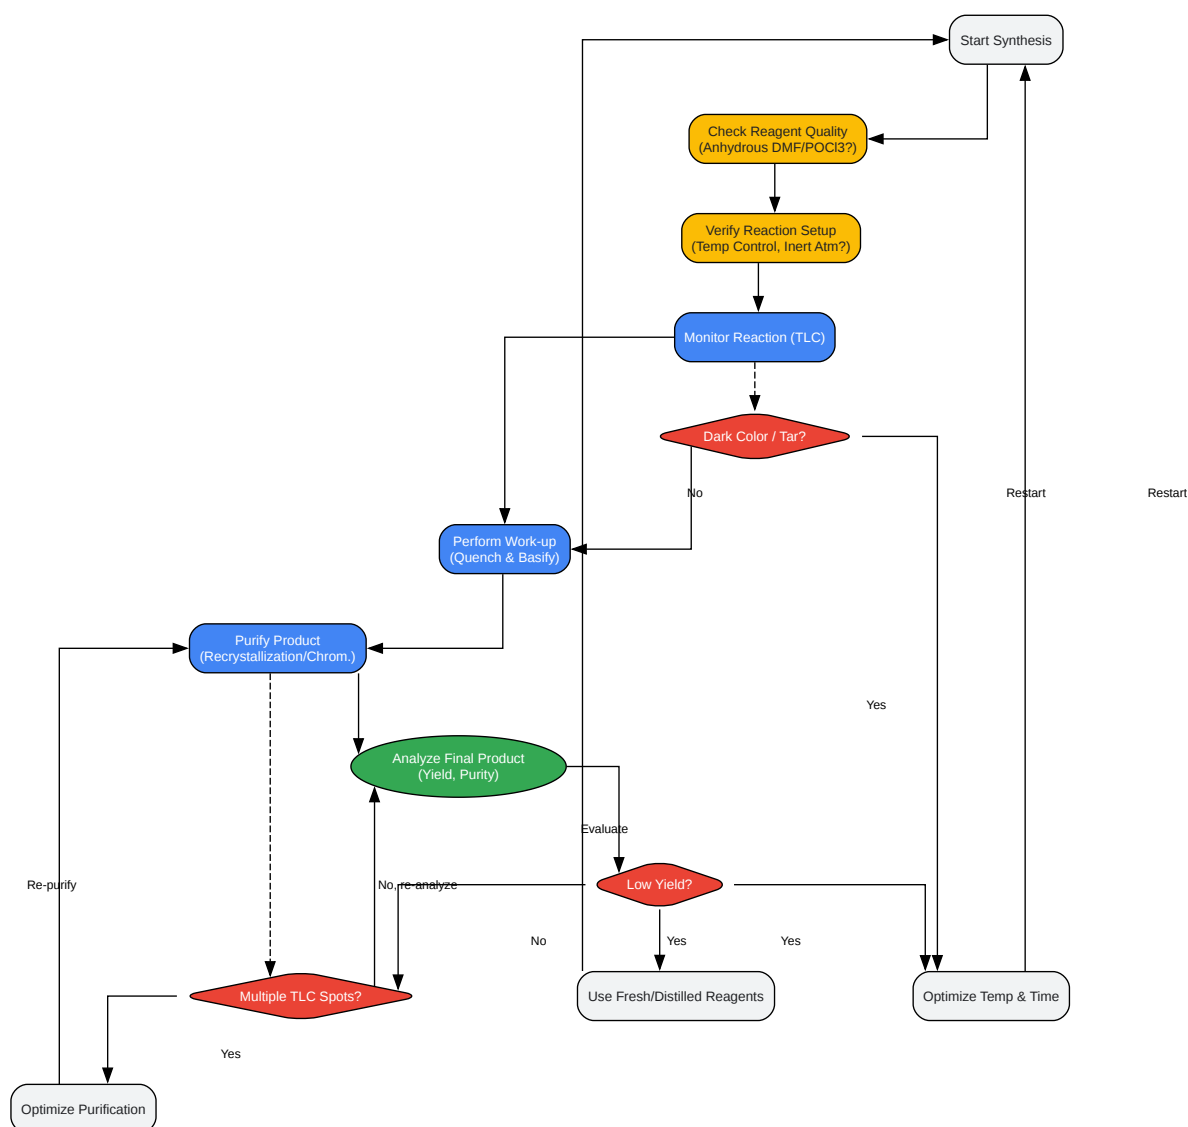 Start Synthesis
Check Reagent Quality
(Anhydrous DMF/POCl3?)
Verify Reaction Setup
(Temp Control, Inert Atm?)
Monitor Reaction (TLC)
Dark Color / Tar?
No
Restart
Restart
Perform Work-up
(Quench & Basify)
Purify Product
(Recrystallization/Chrom.)
Yes
Analyze Final Product
(Yield, Purity)
Evaluate
Re-purify
No, re-analyze
Low Yield?
No
Yes
Yes
Multiple TLC Spots?
Use Fresh/Distilled Reagents
Optimize Temp & Time
Yes
Optimize Purification